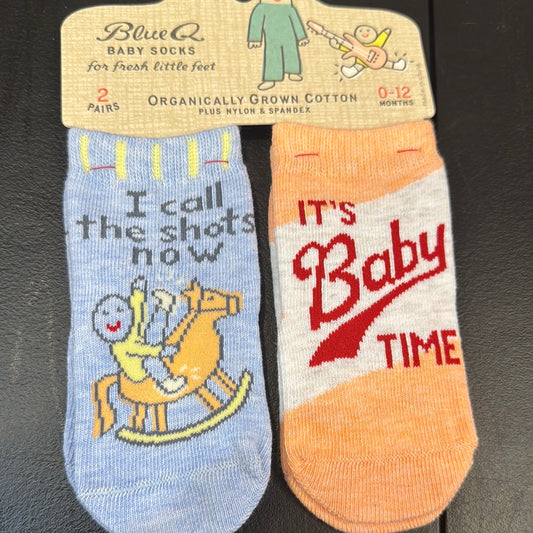 Blue Q
BABY SOCKS
for fresh little feet
2
PAIRS
ORGANICALLY GROWN COTTON
PLUS NYLON & SPANDEX
0-12
MONTHS
I call
the shots
now
IT'S
Baby
TIME